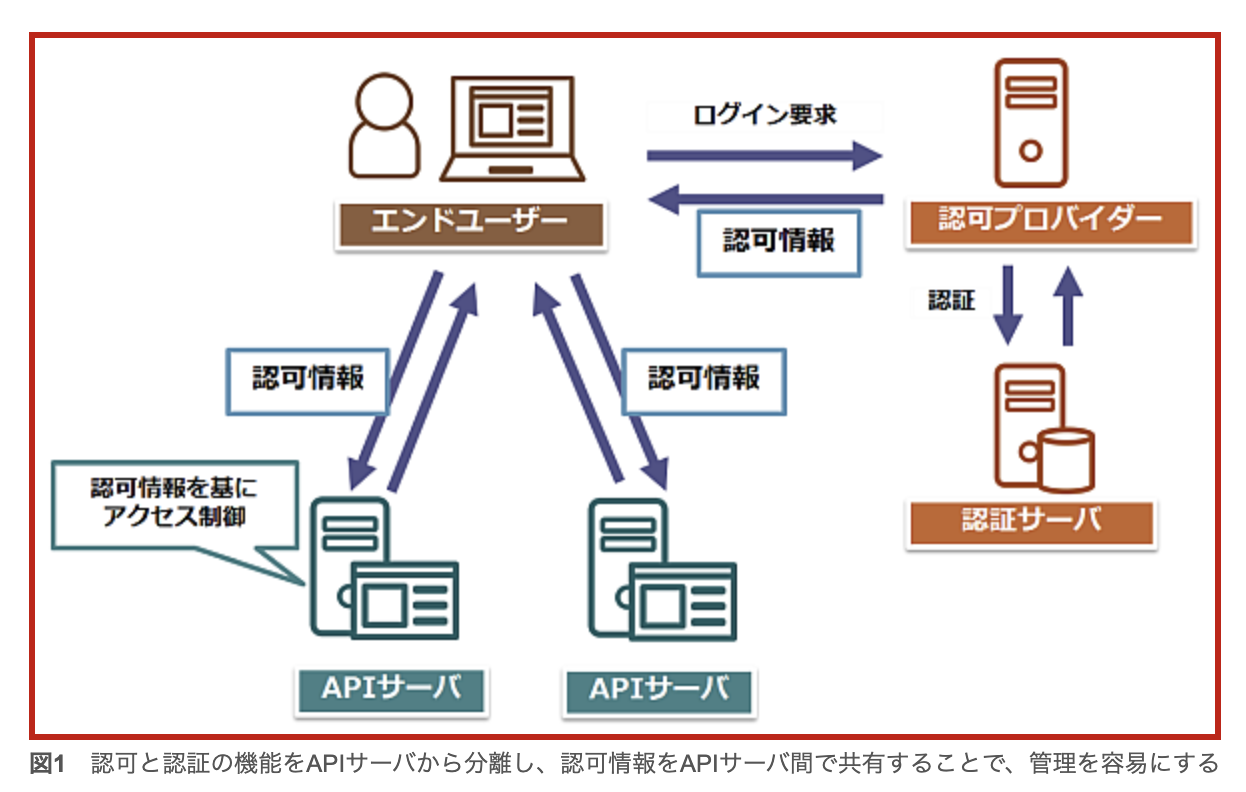 ログイン要求
エンドユーザー
認可プロバイダー
認可情報
認証
認可情報
認可情報
認可情報を基に
アクセス制御
認証サーバ
APIサーバ
APIサーバ
図1 認可と認証の機能をAPIサーバから分離し、認可情報をAPIサーバ間で共有することで、管理を容易にする